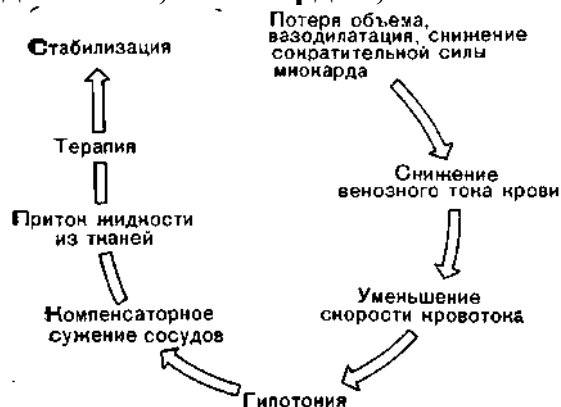 Потеря объема,
вазодилатация, снижение
сократительной силы
миокарда
Снижение
венозного тока крови
Уменьшение
скорости кровотока
Гипотония
Компенсаторное
сужение сосудов
Приток жидкости
из тканей
Терапия
Стабилизация